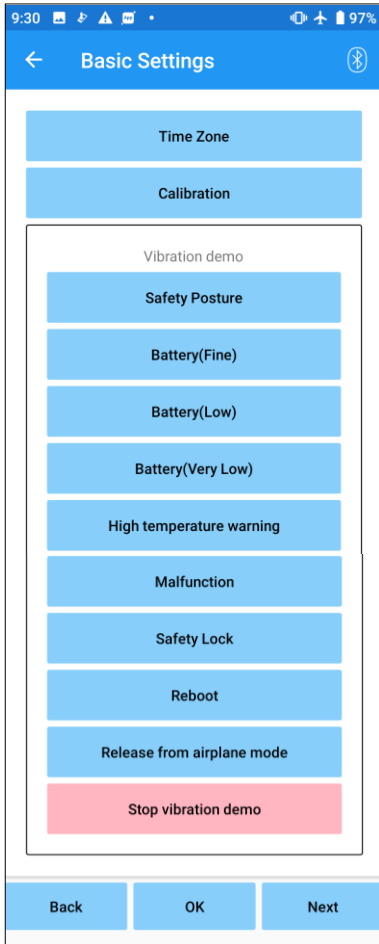 9:30 97%
Basic Settings
Time Zone
Calibration
Vibration demo
Safety Posture
Battery(Fine)
Battery(Low)
Battery(Very Low)
High temperature warning
Malfunction
Safety Lock
Reboot
Release from airplane mode
Stop vibration demo
Back OK Next